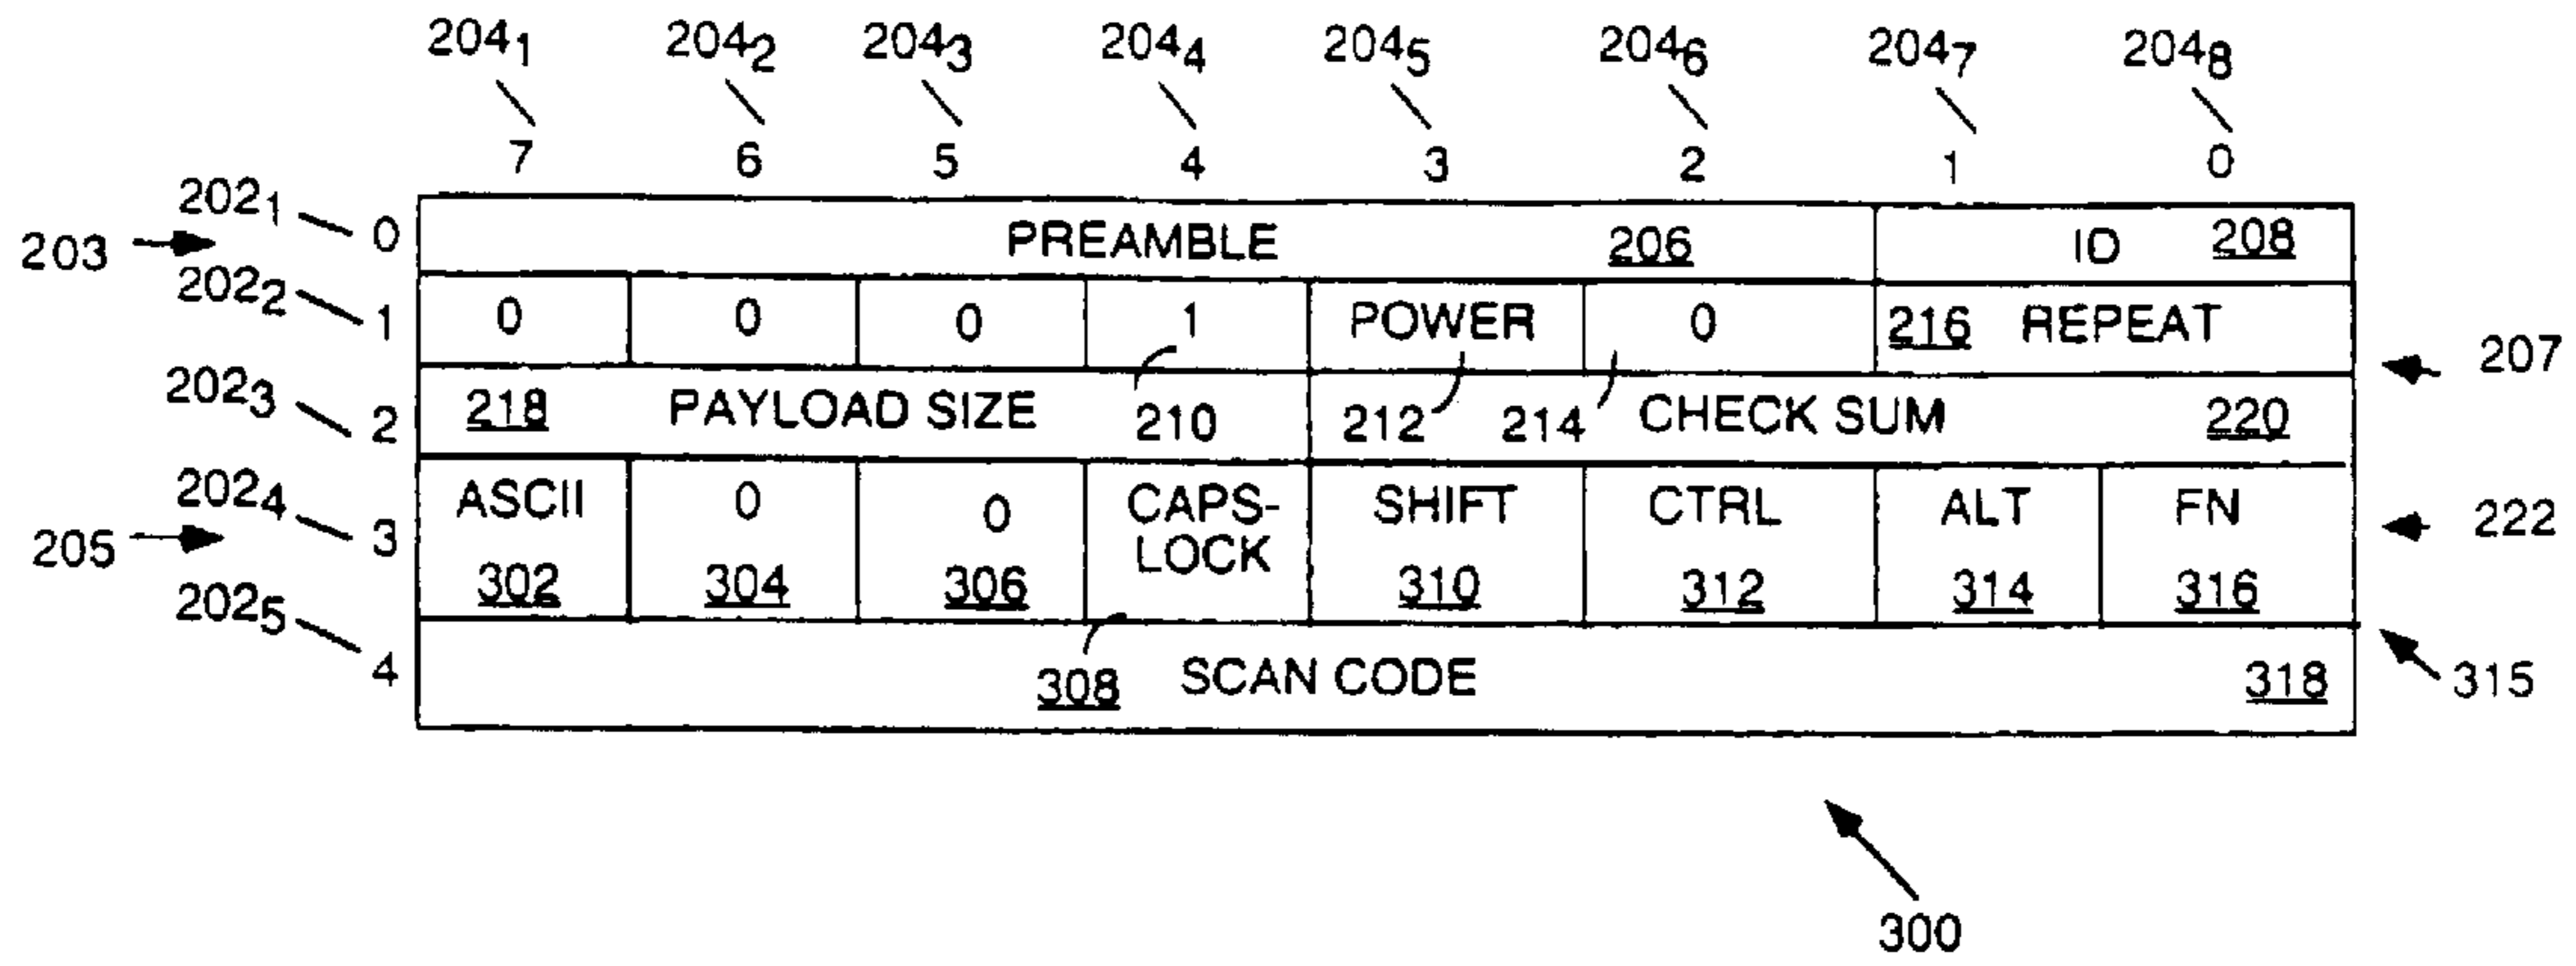 204₁ 204₂ 204₃ 204₄ 204₅ 204₆ 204₇ 204₈
7 6 5 4 3 2 1 0
202₁ 0 PREAMBLE 206 ID 208
203
202₂ 1 0 0 0 1 POWER 0 216 REPEAT
207
202₃ 2 218 PAYLOAD SIZE 210 212 214 CHECK SUM 220
202₄ 3 ASCII 0 0 CAPS- SHIFT CTRL ALT FN 222
LOCK
205 302 304 306 310 312 314 316
202₅ 4 308 SCAN CODE 318 315
300